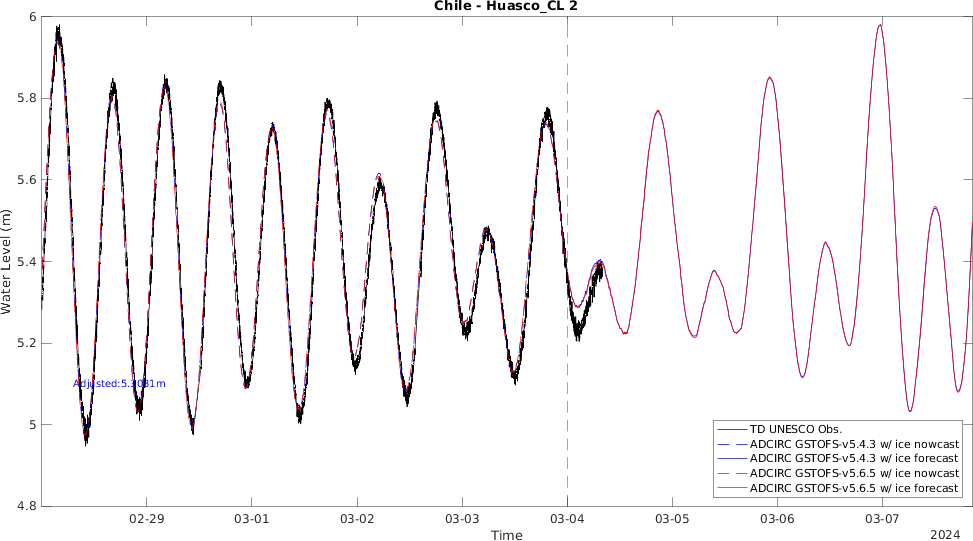 Chile - Huasco_CL 2
6
5.8
5.6
5.4
5.2
5
4.8
Water Level (m)
Adjusted:5.3031m
TD UNESCO Obs.
ADCIRC GSTOFS-v5.4.3 w/ ice nowcast
ADCIRC GSTOFS-v5.4.3 w/ ice forecast
ADCIRC GSTOFS-v5.6.5 w/ ice nowcast
ADCIRC GSTOFS-v5.6.5 w/ ice forecast
02-29 03-01 03-02 03-03 03-04 03-05 03-06 03-07
Time
2024